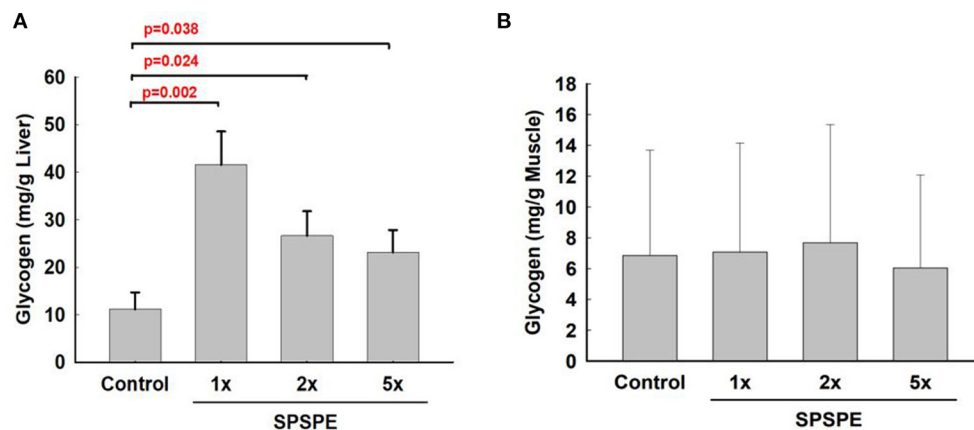 A
p=0.038
p=0.024
p=0.002
Glycogen (mg/g Liver)
60
50
40
30
20
10
0
Control 1x 2x 5x
SPSPE
B
Glycogen (mg/g Muscle)
18
16
14
12
10
8
6
4
2
0
Control 1x 2x 5x
SPSPE